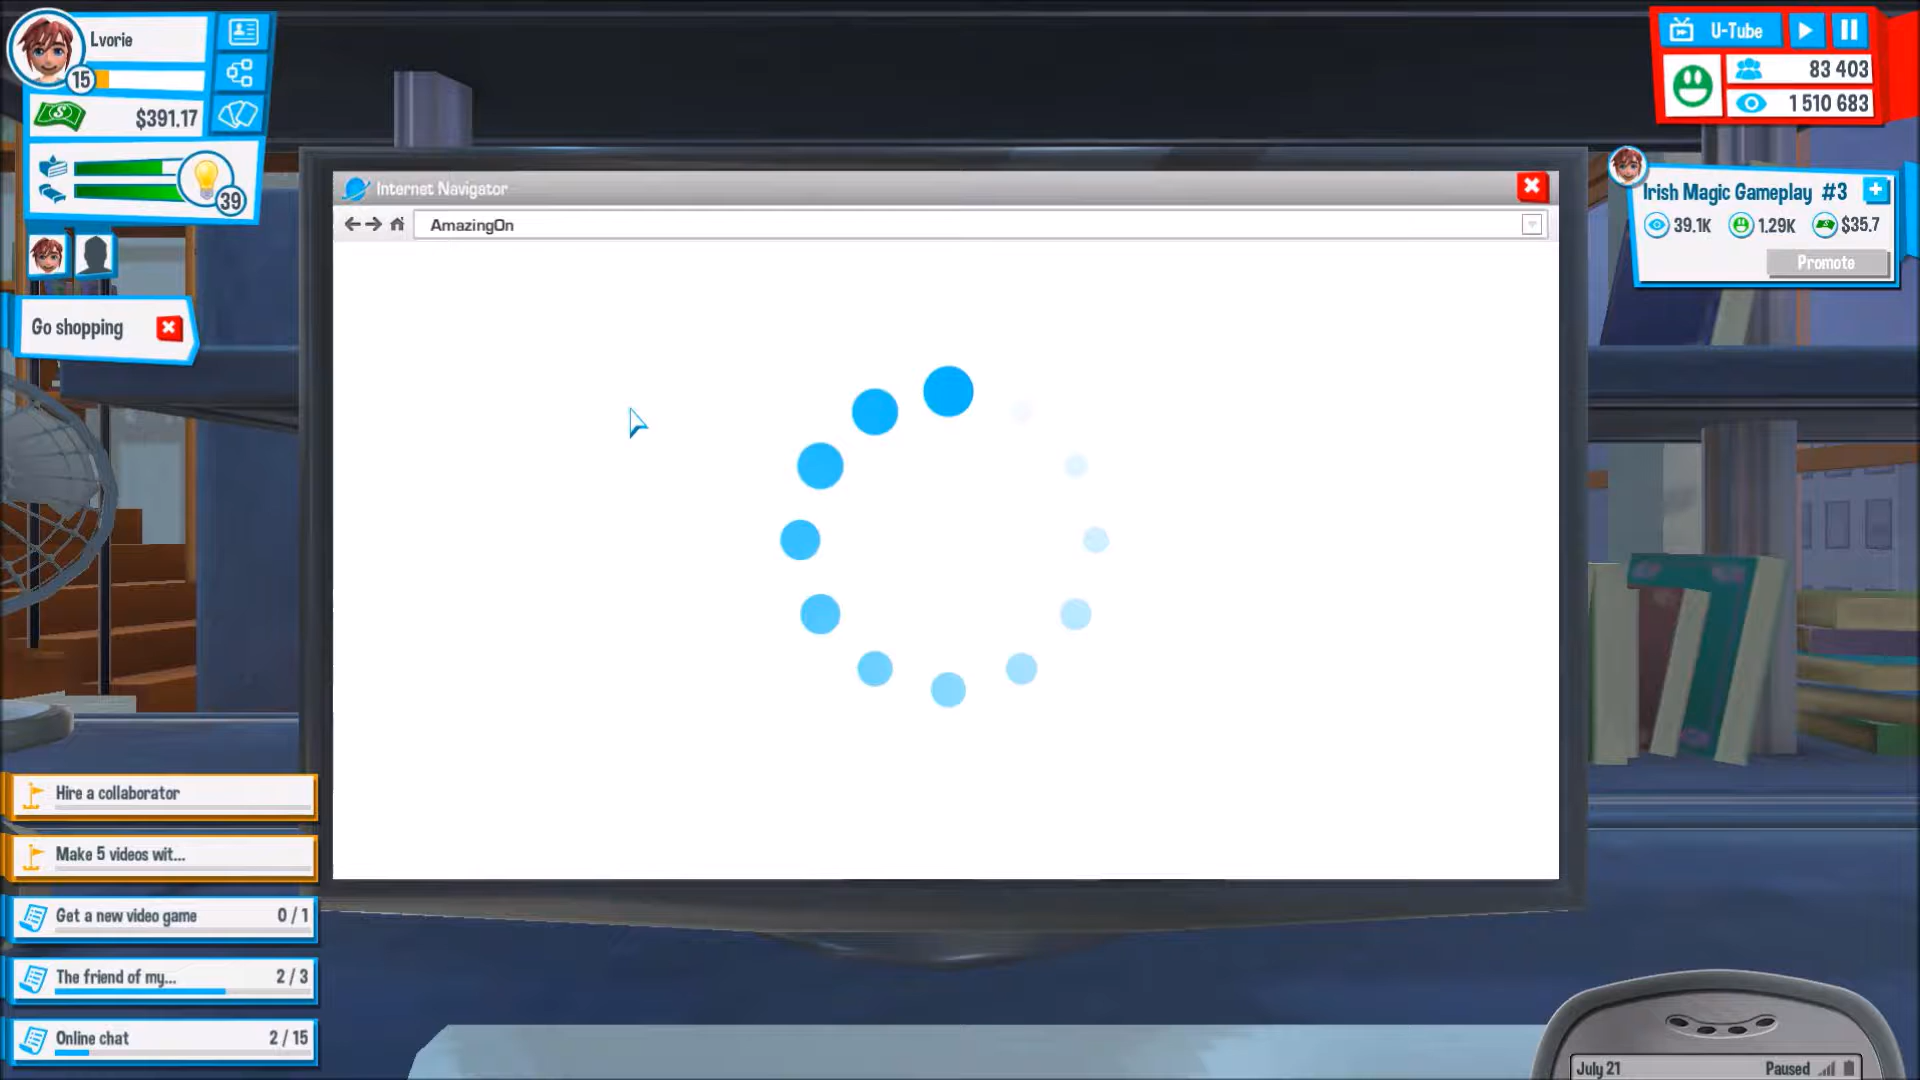 Lvorie
15
$391.17
39
Go shopping
Hire a collaborator
Make 5 videos wit...
Get a new video game 0 / 1
The friend of my... 2 / 3
Online chat 2 / 15
Internet Navigator
AmazingOn
U-Tube
83 403
1 510 683
Irish Magic Gameplay #3
39.1K 1.29K $35.7
Promote
July 21 Paused